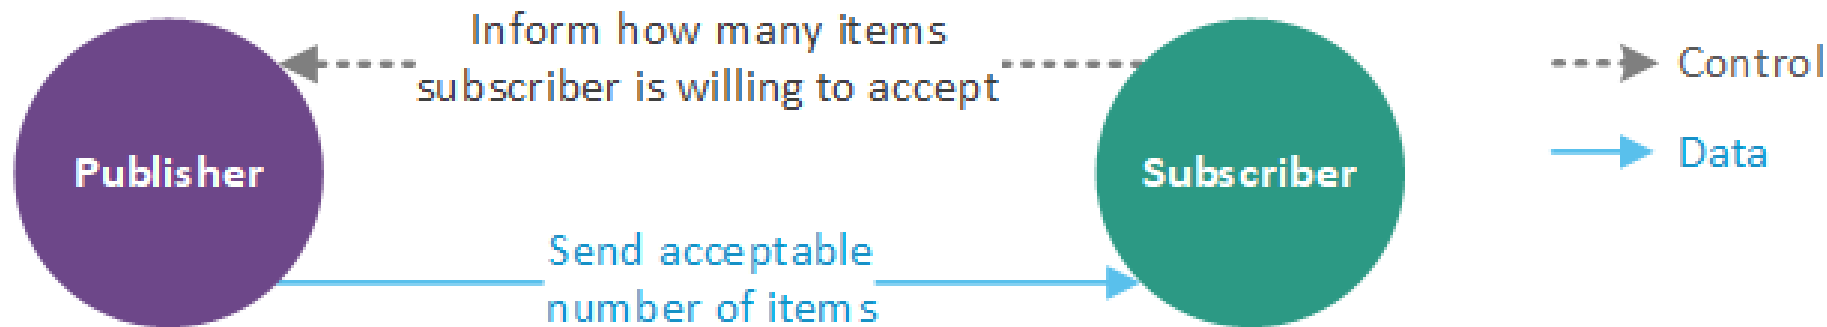 Inform how many items
subscriber is willing to accept
Control
Data
Publisher
Subscriber
Send acceptable
number of items